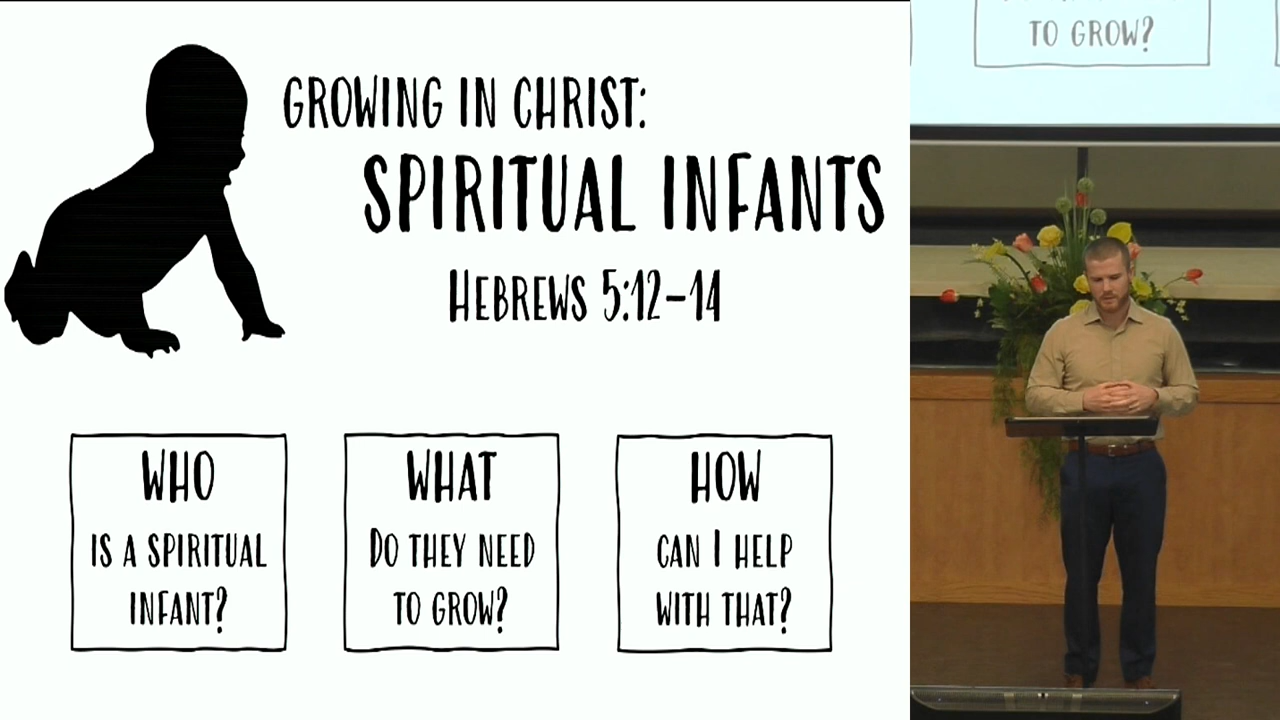 GROWING IN CHRIST:
SPIRITUAL INFANTS
HEBREWS 5:12-14
WHO
IS A SPIRITUAL
INFANT?
WHAT
DO THEY NEED
TO GROW?
HOW
CAN I HELP
WITH THAT?
TO GROW?